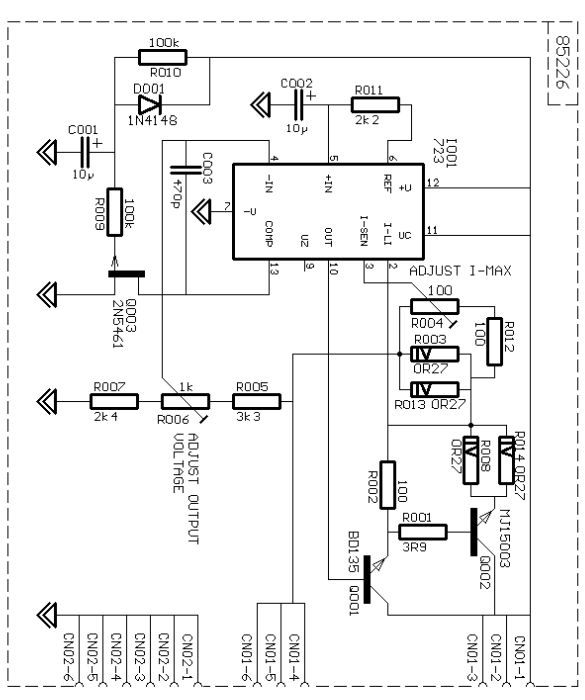 85226
100k
R010
D001
1N4148
C001
10µ
C002
10µ
R011
2k2
I001
723
C003
470p
4
5
6
-IN
+IN
REF
+U
12
7
-U
UC
11
COMP
UZ
OUT
I-SEN
I-LI
13
9
10
3
2
R009
100k
Q003
2N5461
ADJUST I-MAX
100
R004
R012
100
R003
0R27
R013 0R27
R007
2k4
1k
R006
R005
3k3
ADJUST OUTPUT
VOLTAGE
R008
0R27
R014 0R27
R002
100
R001
3R9
BD135
Q001
MJ15003
Q002
CN02-6
CN02-5
CN02-4
CN02-3
CN02-2
CN02-1
CN01-6
CN01-5
CN01-4
CN01-3
CN01-2
CN01-1